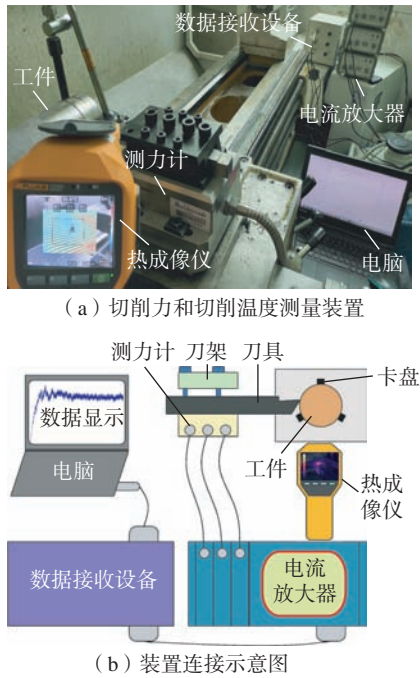 数据接收设备
工件
电流放大器
测力计
电脑
热成像仪
（a）切削力和切削温度测量装置
测力计 刀架 刀具
卡盘
数据显示
工件
电脑
热成
像仪
数据接收设备
电流
放大器
（b）装置连接示意图